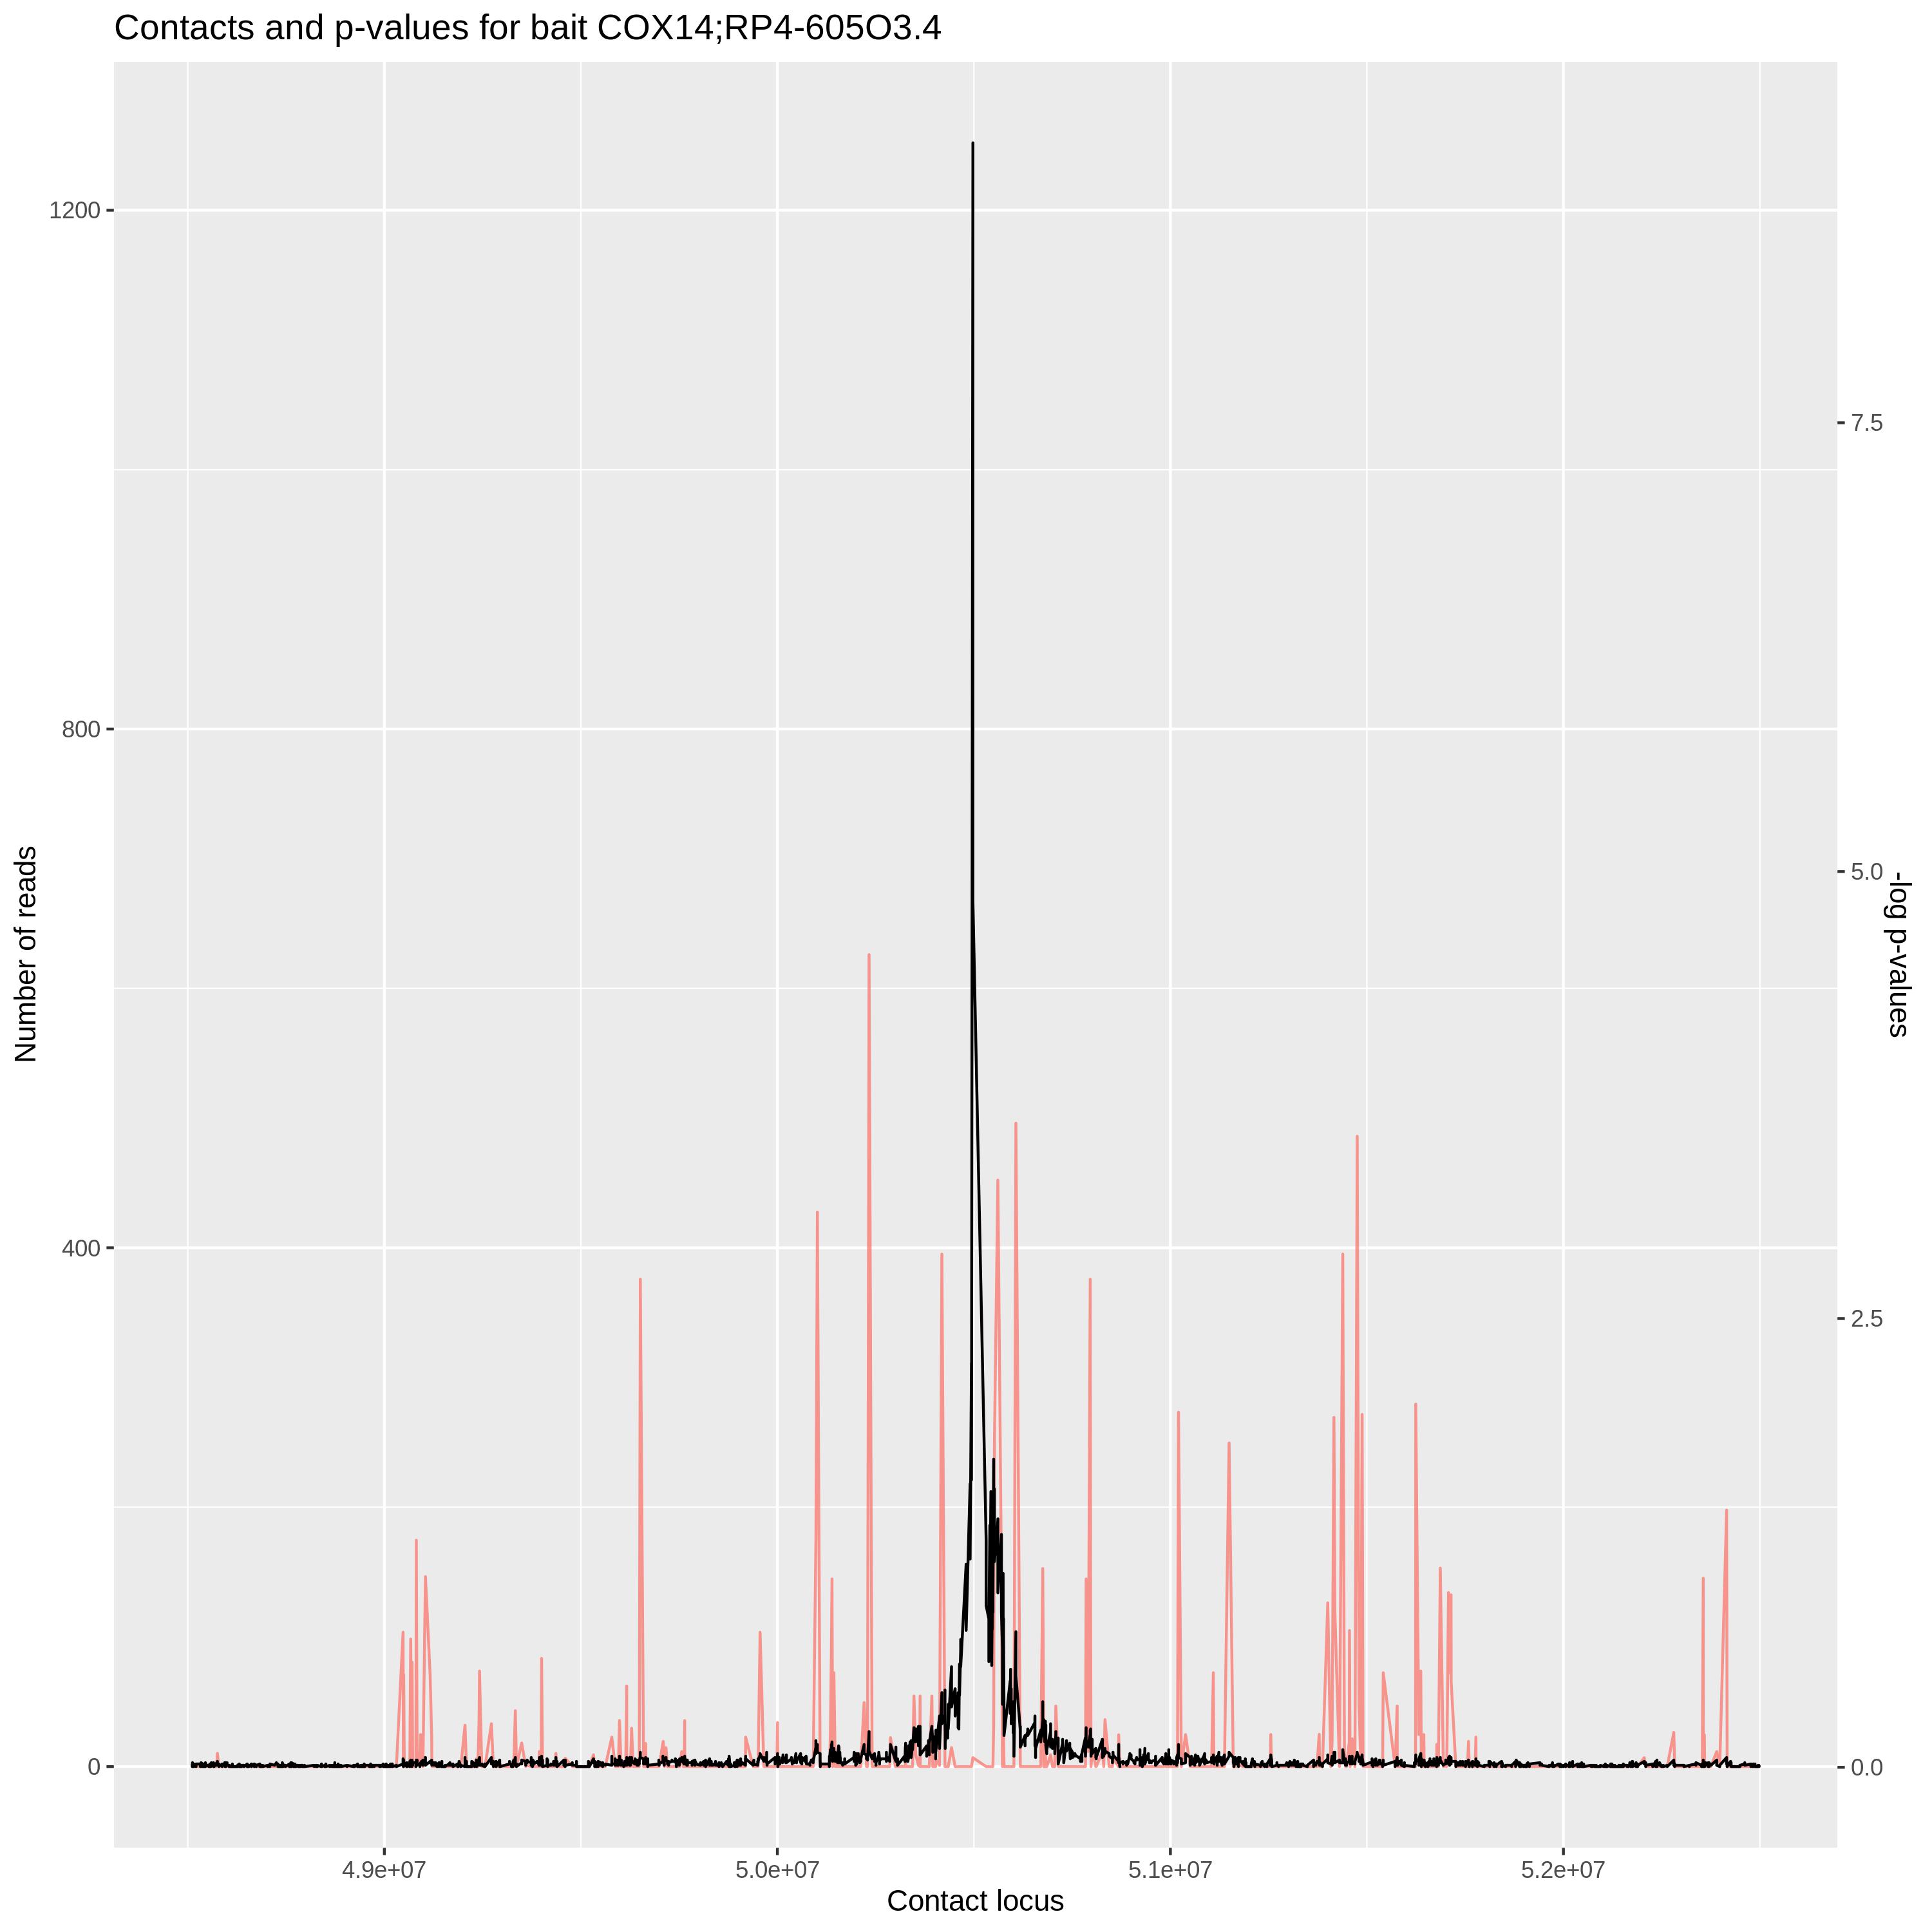 Contacts and p-values for bait COX14;RP4-605O3.4
1200
800
400
0
7.5
5.0
2.5
0.0
Number of reads
-log p-values
4.9e+07
5.0e+07
5.1e+07
5.2e+07
Contact locus